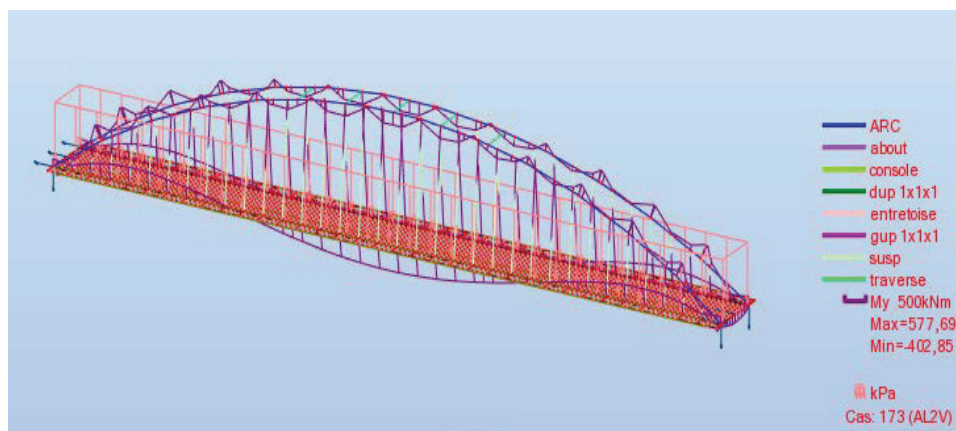 ARC
about
console
dup 1x1x1
entretoise
gup 1x1x1
susp
traverse
My 500kNm
Max=577,69
Min=-402,85
kPa
Cas: 173 (AL2V)